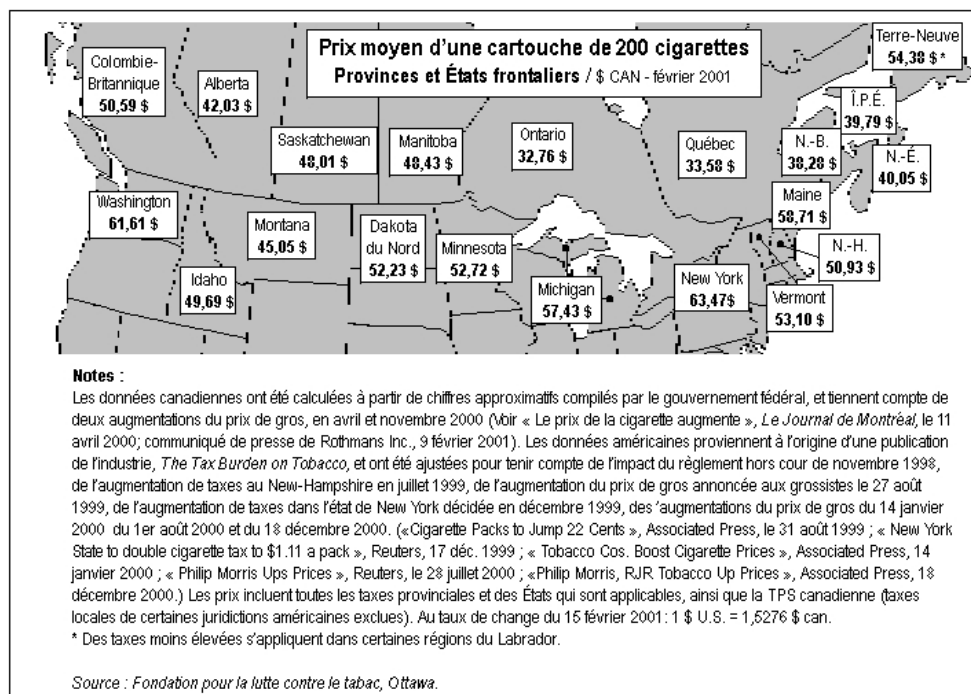 Prix moyen d'une cartouche de 200 cigarettes
Provinces et États frontaliers / $ CAN - février 2001
Terre-Neuve
54,38 $*
Colombie-
Britannique
50,59 $
Alberta
42,03 $
Saskatchewan
48,01 $
Manitoba
48,43 $
Ontario
32,76 $
Québec
33,58 $
Î.P.É.
39,79 $
N.-B.
38,28 $
N.-É.
40,05 $
Washington
61,61 $
Idaho
49,69 $
Montana
45,05 $
Dakota
du Nord
52,23 $
Minnesota
52,72 $
Michigan
57,43 $
New York
63,47$
Maine
58,71 $
N.-H.
50,93 $
Vermont
53,10 $
Notes :
Les données canadiennes ont été calculées à partir de chiffres approximatifs compilés par le gouvernement fédéral, et tiennent compte de
deux augmentations du prix de gros, en avril et novembre 2000 (Voir « Le prix de la cigarette augmente », Le Journal de Montréal, le 11
avril 2000; communiqué de presse de Rothmans Inc., 9 février 2001). Les données américaines proviennent à l'origine d'une publication
de l'industrie, The Tax Burden on Tobacco, et ont été ajustées pour tenir compte de l'impact du règlement hors cour de novembre 1998,
de l'augmentation de taxes au New-Hampshire en juillet 1999, de l'augmentation du prix de gros annoncée aux grossistes le 27 août
1999, de l'augmentation de taxes dans l'état de New York décidée en décembre 1999, des 'augmentations du prix de gros du 14 janvier
2000 du 1er août 2000 et du 18 décembre 2000. («Cigarette Packs to Jump 22 Cents », Associated Press, le 31 août 1999 ; « New York
State to double cigarette tax to $1.11 a pack », Reuters, 17 déc. 1999 ; « Tobacco Cos. Boost Cigarette Prices », Associated Press, 14
janvier 2000 ; « Philip Morris Ups Prices », Reuters, le 28 juillet 2000 ; «Philip Morris, RJR Tobacco Up Prices », Associated Press, 18
décembre 2000.) Les prix incluent toutes les taxes provinciales et des États qui sont applicables, ainsi que la TPS canadienne (taxes
locales de certaines juridictions américaines exclues). Au taux de change du 15 février 2001 : 1 $ U.S. = 1,5276 $ can.
* Des taxes moins élevées s'appliquent dans certaines régions du Labrador.
Source : Fondation pour la lutte contre le tabac, Ottawa.